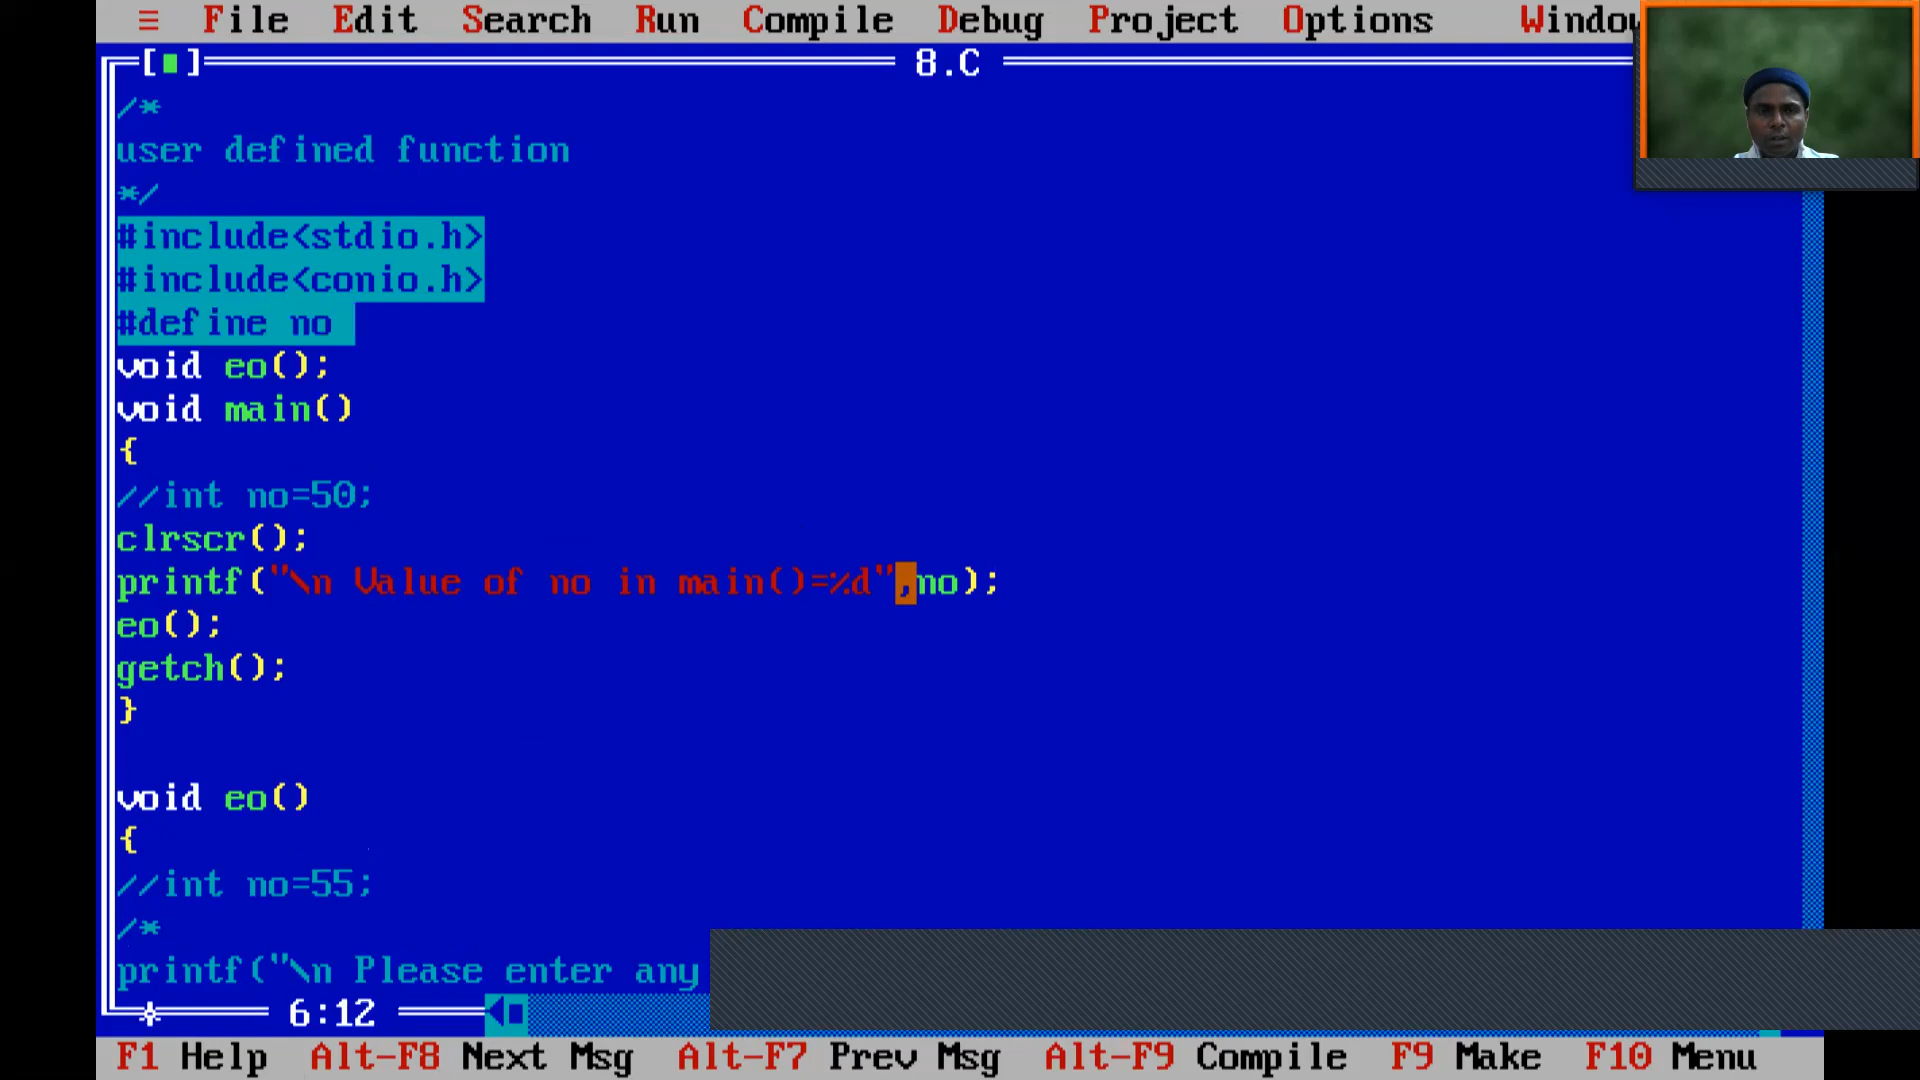 ≡ File Edit Search Run Compile Debug Project Options Window
[■] 8.C
/*
user defined function
*/
#include<stdio.h>
#include<conio.h>
#define no
void eo();
void main()
{
//int no=50;
clrscr();
printf("\n Value of no in main()=%d",no);
eo();
getch();
}
void eo()
{
//int no=55;
/*
printf("\n Please enter any
6:12
F1 Help Alt-F8 Next Msg Alt-F7 Prev Msg Alt-F9 Compile F9 Make F10 Menu